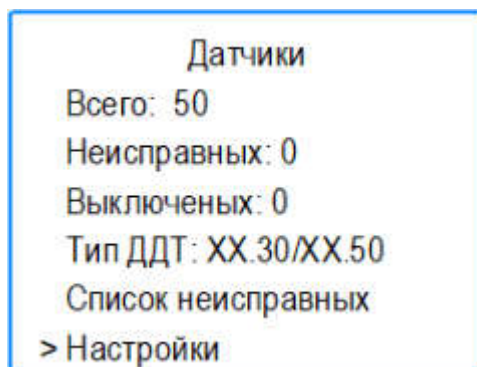 Датчики
Всего: 50
Неисправных: 0
Выключеных: 0
Тип ДДТ: XX.30/XX.50
Список неисправных
> Настройки